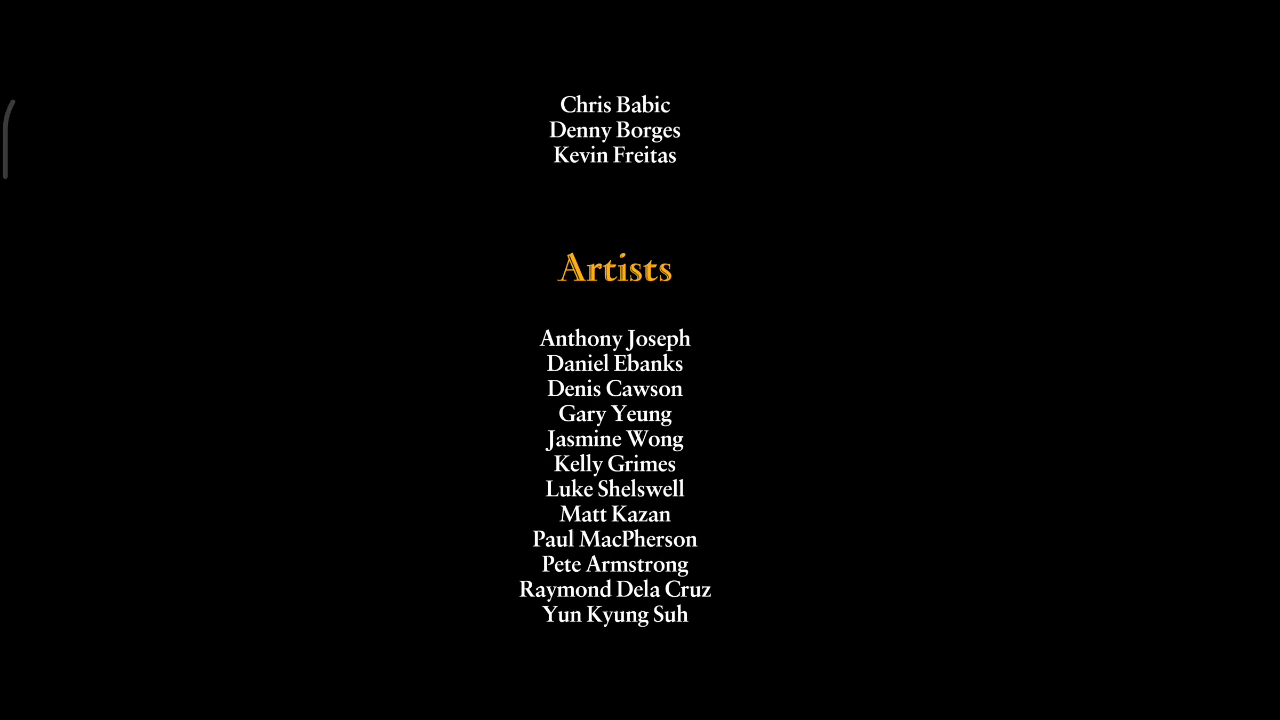 Chris Babic
Denny Borges
Kevin Freitas
Artists
Anthony Joseph
Daniel Ebanks
Denis Cawson
Gary Yeung
Jasmine Wong
Kelly Grimes
Luke Shelswell
Matt Kazan
Paul MacPherson
Pete Armstrong
Raymond Dela Cruz
Yun Kyung Suh